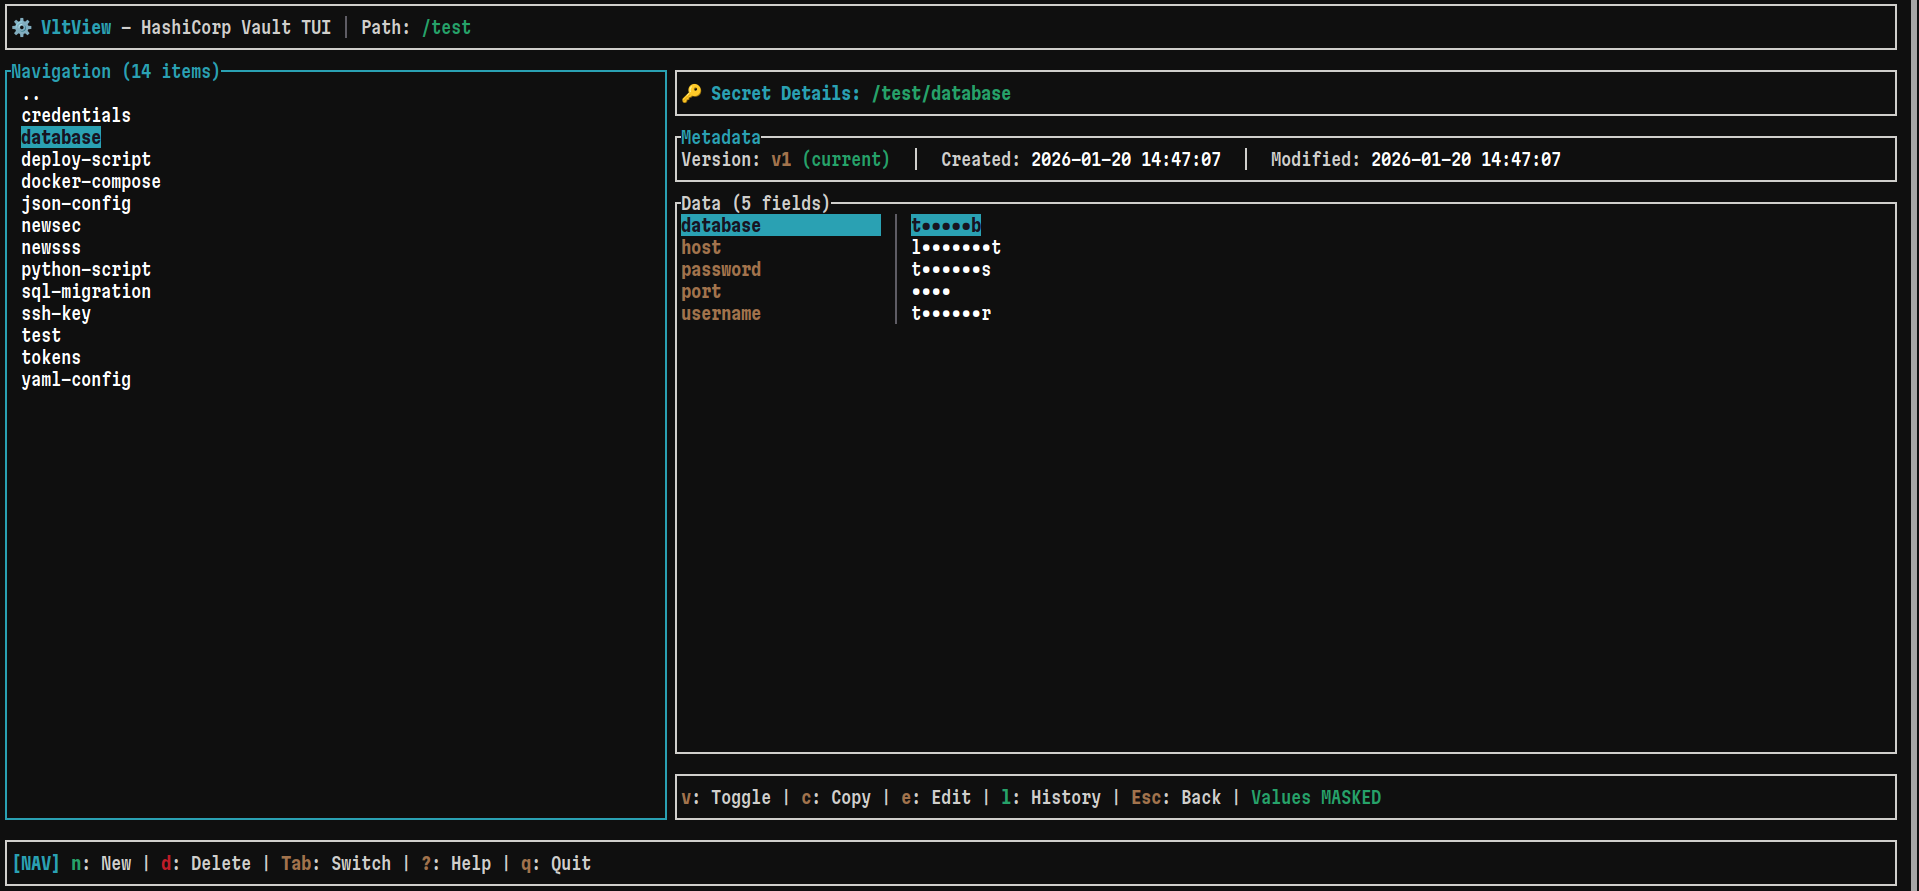 VltView — HashiCorp Vault TUI │ Path: /test
Navigation (14 items)
..
credentials
database
deploy-script
docker-compose
json-config
newsec
newsss
python-script
sql-migration
ssh-key
test
tokens
yaml-config
Secret Details: /test/database
Metadata
Version: v1 (current) │ Created: 2026-01-20 14:47:07 │ Modified: 2026-01-20 14:47:07
Data (5 fields)
database │ t●●●●●b
host │ l●●●●●●●t
password │ t●●●●●●s
port │ ●●●●
username │ t●●●●●●r
v: Toggle | c: Copy | e: Edit | l: History | Esc: Back | Values MASKED
[NAV] n: New | d: Delete | Tab: Switch | ?: Help | q: Quit